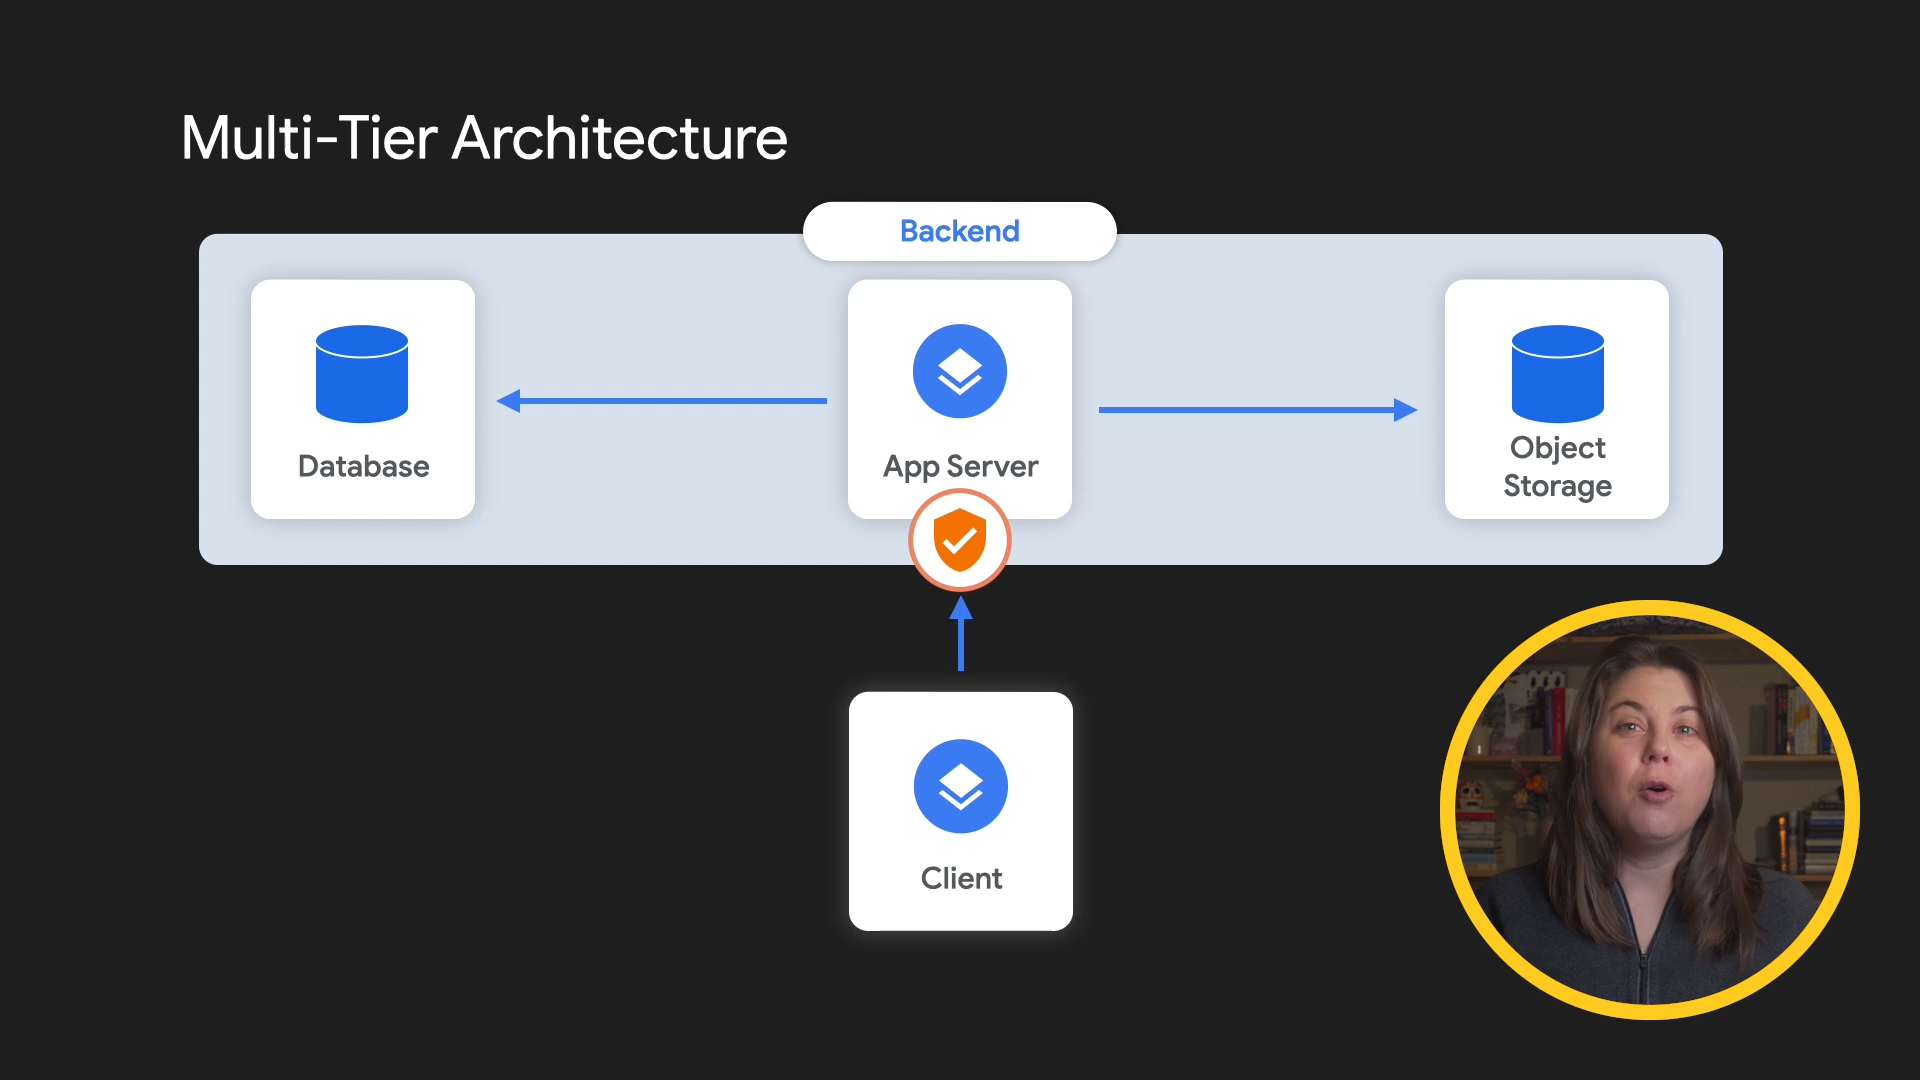 Multi-Tier Architecture
Backend
Database
App Server
Object
Storage
Client